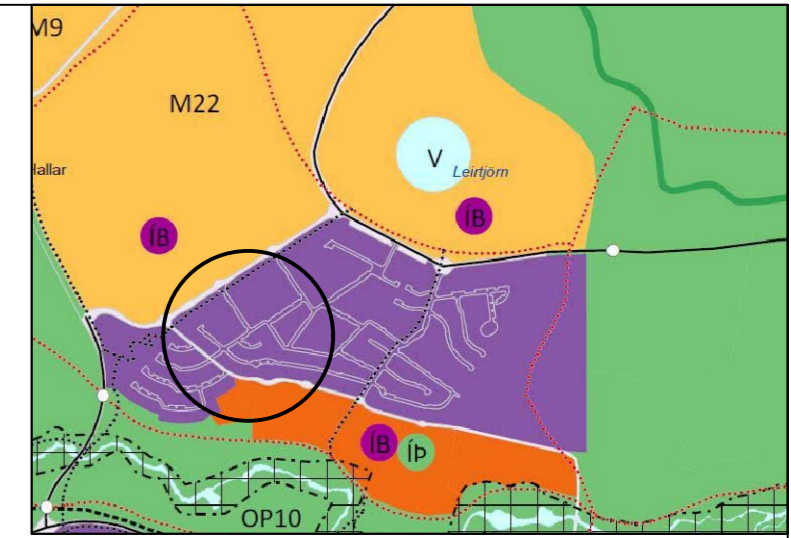 M9
M22
V
Leirtjörn
Hallar
ÍB
ÍB
ÍB
ÍÞ
OP10